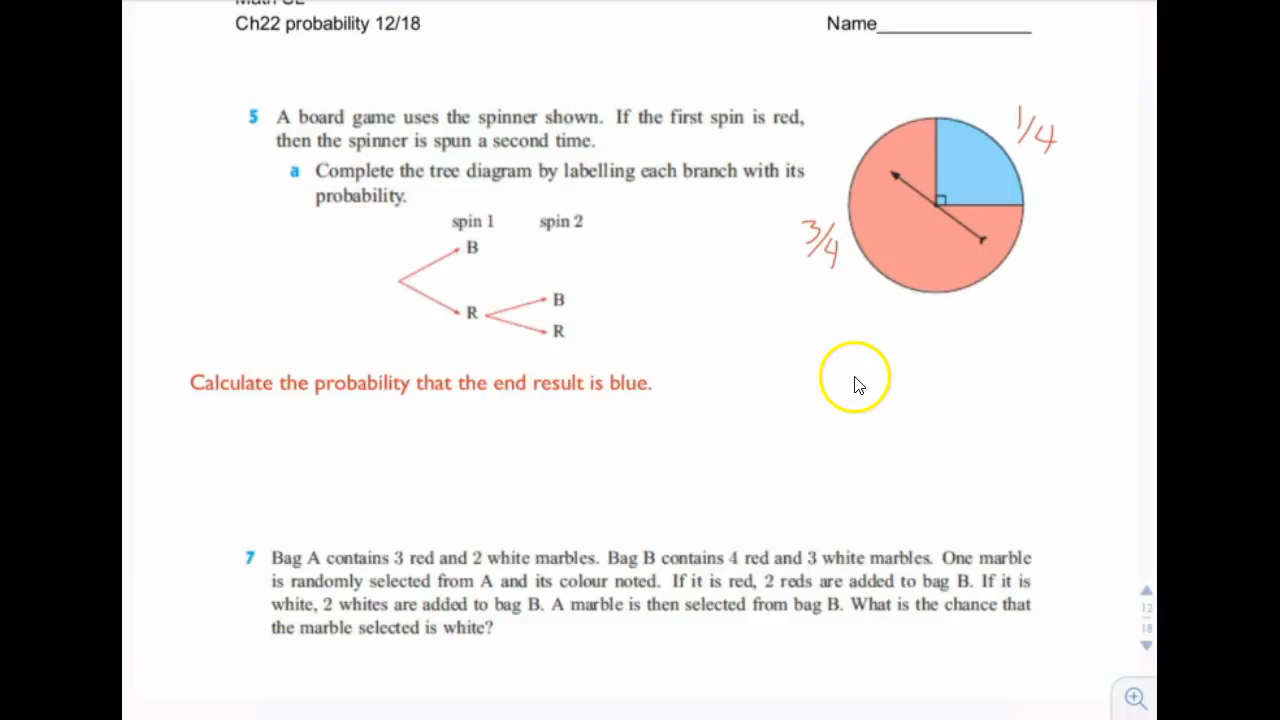 Ch22 probability 12/18
Name______________
5 A board game uses the spinner shown. If the first spin is red,
then the spinner is spun a second time.
a Complete the tree diagram by labelling each branch with its
probability.
spin 1 spin 2
B
R
B
R
1/4
3/4
Calculate the probability that the end result is blue.
7 Bag A contains 3 red and 2 white marbles. Bag B contains 4 red and 3 white marbles. One marble
is randomly selected from A and its colour noted. If it is red, 2 reds are added to bag B. If it is
white, 2 whites are added to bag B. A marble is then selected from bag B. What is the chance that
the marble selected is white?
12
18